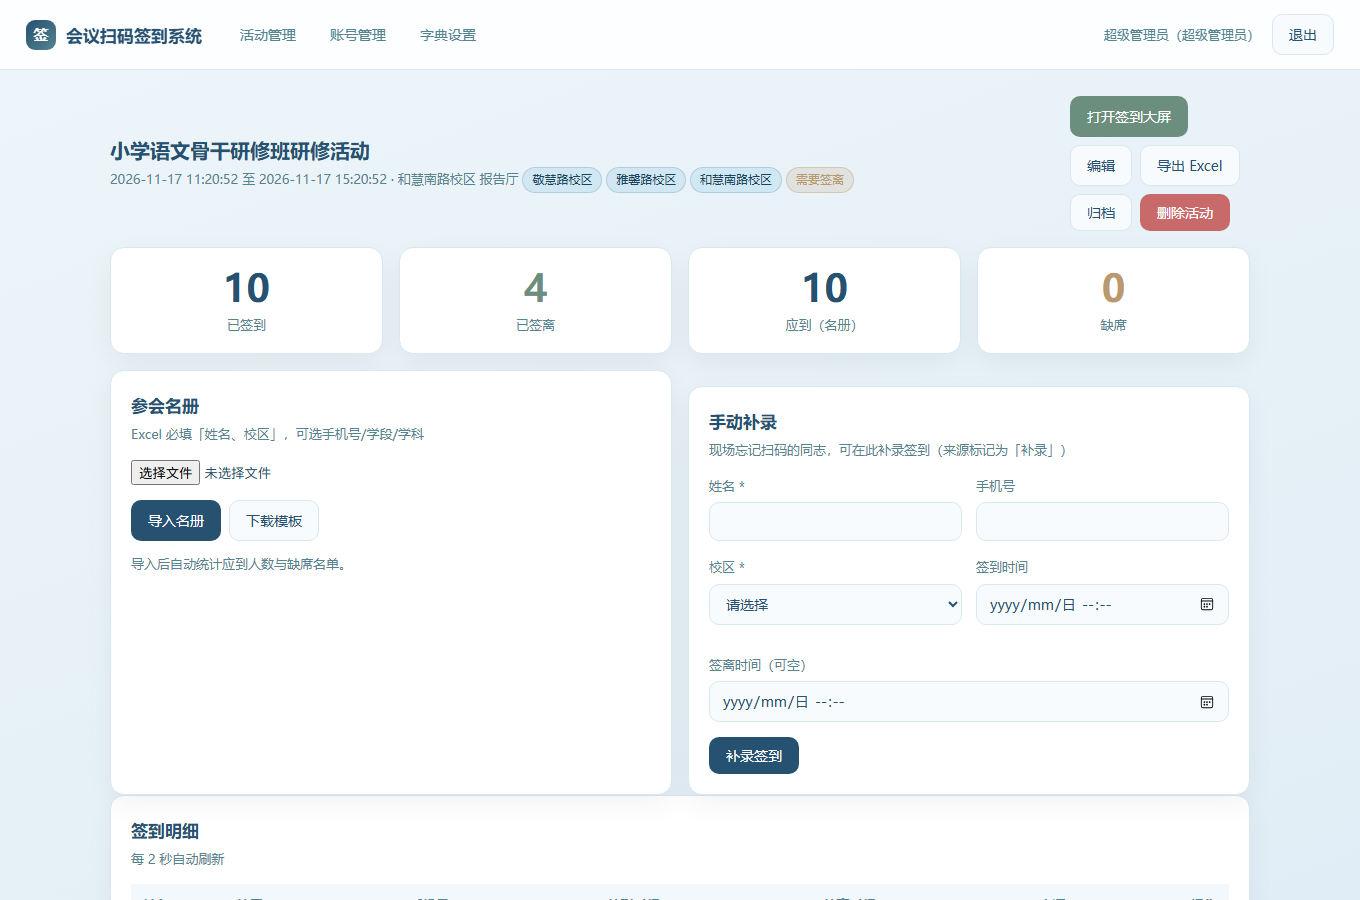 签 会议扫码签到系统 活动管理 账号管理 字典设置 超级管理员（超级管理员） 退出
打开签到大屏
小学语文骨干研修班研修活动
编辑 导出 Excel
2026-11-17 11:20:52 至 2026-11-17 15:20:52 · 和慧南路校区 报告厅 敬慧路校区 雅馨路校区 和慧南路校区 需要签离
归档 删除活动
10 4 10 0
已签到 已签离 应到（名册） 缺席
参会名册
Excel 必填「姓名、校区」，可选手机号/学段/学科
选择文件 未选择文件
导入名册 下载模板
导入后自动统计应到人数与缺席名单。
手动补录
现场忘记扫码的同志，可在此补录签到（来源标记为「补录」）
姓名 * 手机号
校区 * 签到时间
请选择 yyyy/mm/日 --:--
签离时间（可空）
yyyy/mm/日 --:--
补录签到
签到明细
每 2 秒自动刷新